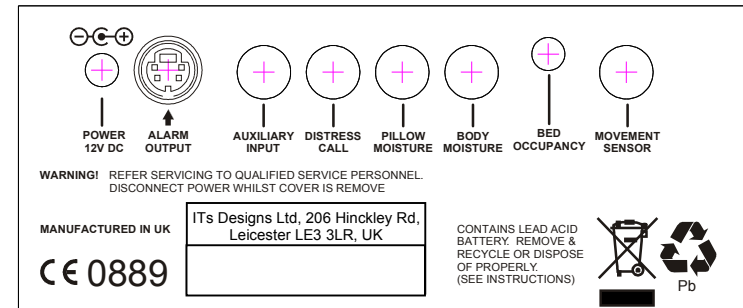 POWER
12V DC
ALARM
OUTPUT
AUXILIARY
INPUT
DISTRESS
CALL
PILLOW
MOISTURE
BODY
MOISTURE
BED
OCCUPANCY
MOVEMENT
SENSOR
WARNING! REFER SERVICING TO QUALIFIED SERVICE PERSONNEL.
DISCONNECT POWER WHILST COVER IS REMOVE
MANUFACTURED IN UK
ITs Designs Ltd, 206 Hinckley Rd,
Leicester LE3 3LR, UK
CE 0889
CONTAINS LEAD ACID
BATTERY. REMOVE &
RECYCLE OR DISPOSE
OF PROPERLY.
(SEE INSTRUCTIONS)
Pb